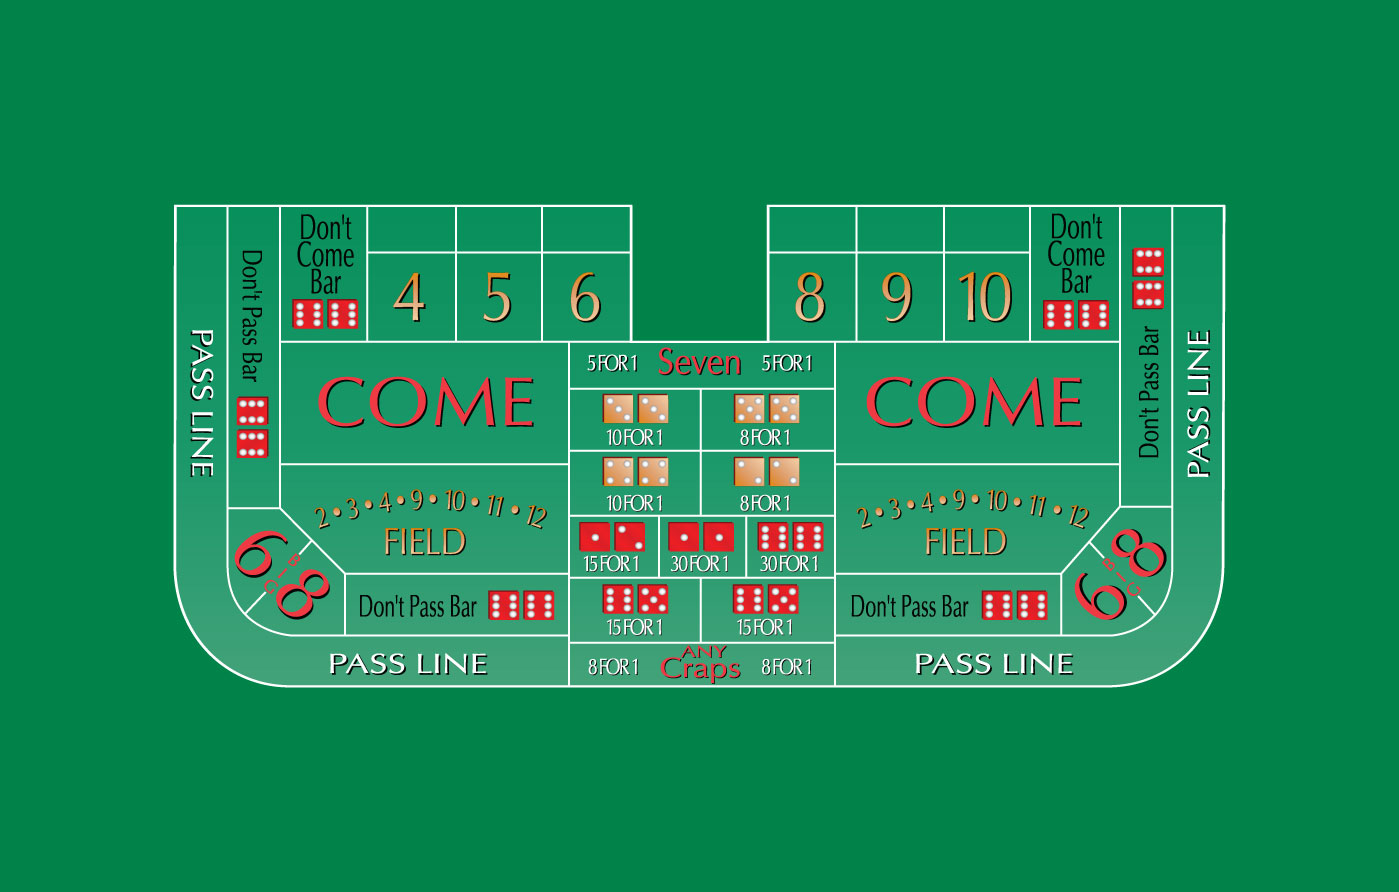 PASS LINE
Don't Pass Bar
Don't
Come
Bar
4
5
6
COME
2 • 3 • 4 • 9 • 10 • 11 • 12
FIELD
6
8
BIG
Don't Pass Bar
PASS LINE
5 FOR 1 Seven 5 FOR 1
10 FOR 1
8 FOR 1
10 FOR 1
8 FOR 1
15 FOR 1
30 FOR 1
30 FOR 1
15 FOR 1
15 FOR 1
ANY
8 FOR 1 Craps 8 FOR 1
8
9
10
Don't
Come
Bar
Don't Pass Bar
PASS LINE
COME
2 • 3 • 4 • 9 • 10 • 11 • 12
FIELD
Don't Pass Bar
6
8
BIG
PASS LINE